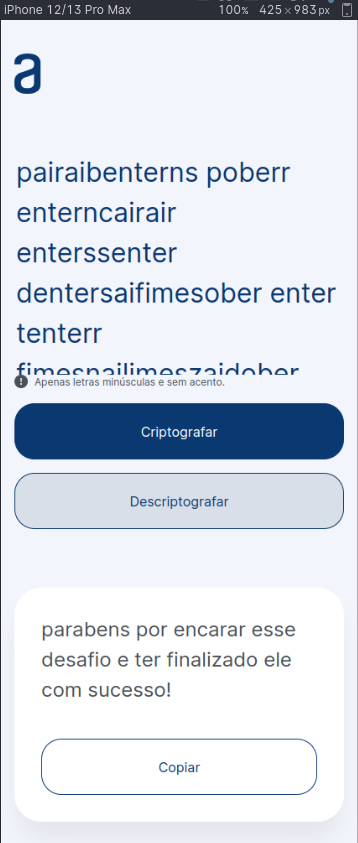 iPhone 12/13 Pro Max 100% 425×983 px
a
pairaibenterns poberr
enterncairair
enterssenter
dentersaifimesober enter
tenterr
fimesnailimeszaidober
Apenas letras minúsculas e sem acento.
Criptografar
Descriptografar
parabens por encarar esse
desafio e ter finalizado ele
com sucesso!
Copiar